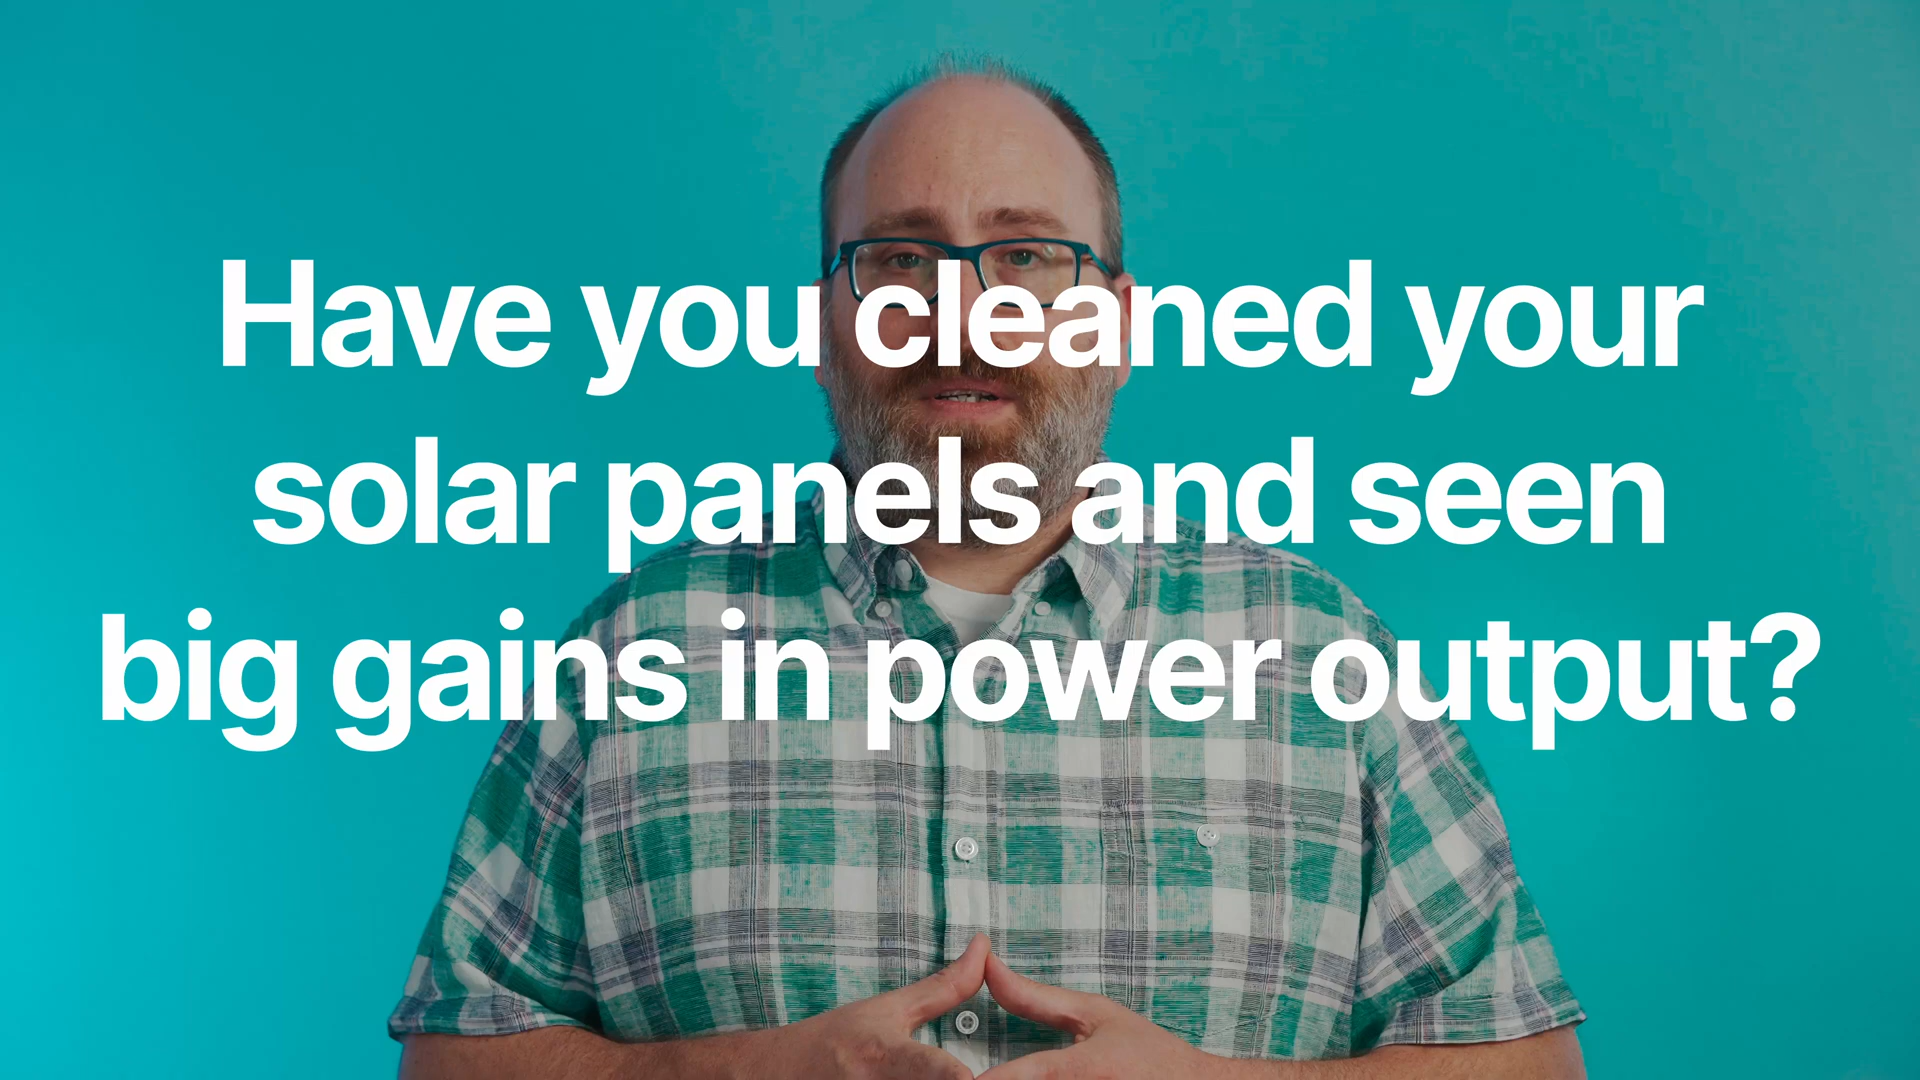 Have you cleaned your
solar panels and seen
big gains in power output?